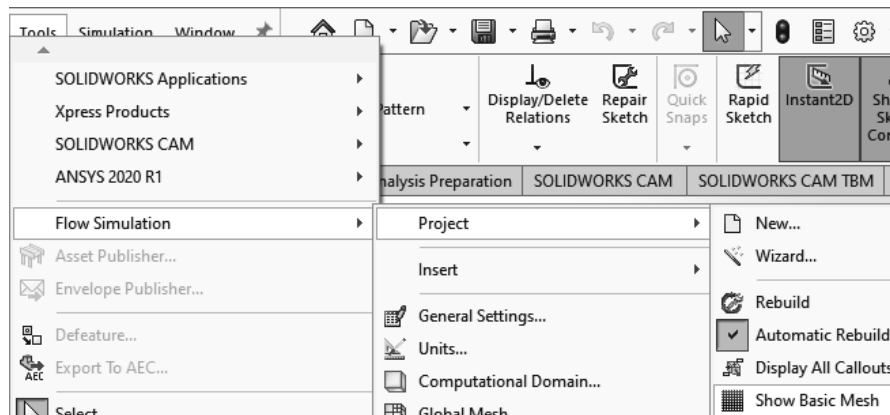 Tools Simulation Window
SOLIDWORKS Applications
Xpress Products
SOLIDWORKS CAM
ANSYS 2020 R1
Flow Simulation
Asset Publisher...
Envelope Publisher...
Defeature...
Export To AEC...
Select
Pattern
Display/Delete
Relations
Repair
Sketch
Quick
Snaps
Rapid
Sketch
Instant2D
Sh
Sk
Con
nalysis Preparation
SOLIDWORKS CAM
SOLIDWORKS CAM TBM
Project
Insert
General Settings...
Units...
Computational Domain...
Global Mesh
New...
Wizard...
Rebuild
Automatic Rebuild
Display All Callouts
Show Basic Mesh